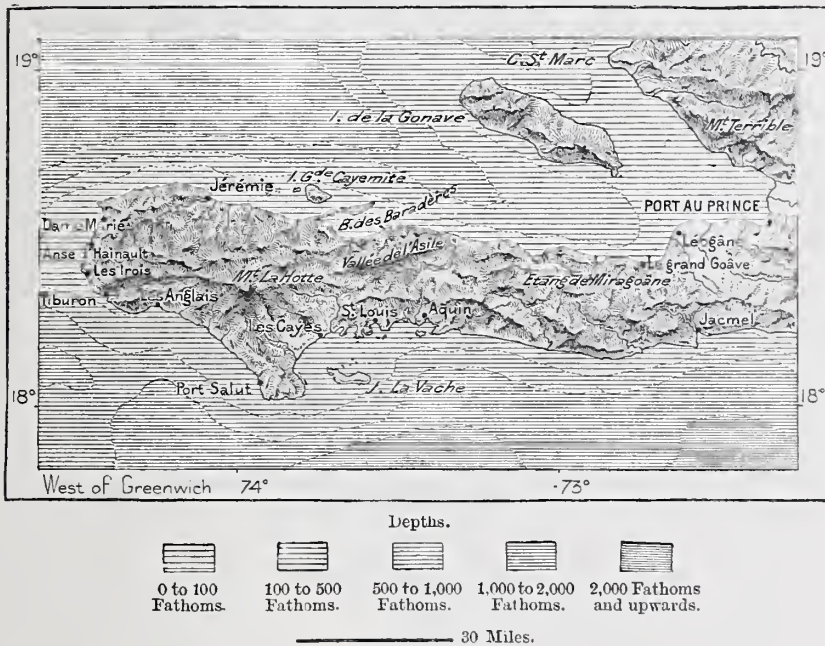 19°
C. St Marc
19°
I. de la Gonave
Mt Terrible
I. Gde Cayemite
Jérémie
B. des Baradères
PORT AU PRINCE
Dame Marie
Léogân
Vallée de l'Asile
Anse d'Hainault
Les Irois
Mt La Hotte
grand Goâve
Etang de Miragoâne
Tiburon
Anglais
St Louis
Aquin
Jacmel
Les Cayes
Port Salut
I. La Vache
18°
18°
West of Greenwich 74° 73°
Depths.
0 to 100 Fathoms.
100 to 500 Fathoms.
500 to 1,000 Fathoms.
1,000 to 2,000 Fathoms.
2,000 Fathoms and upwards.
30 Miles.